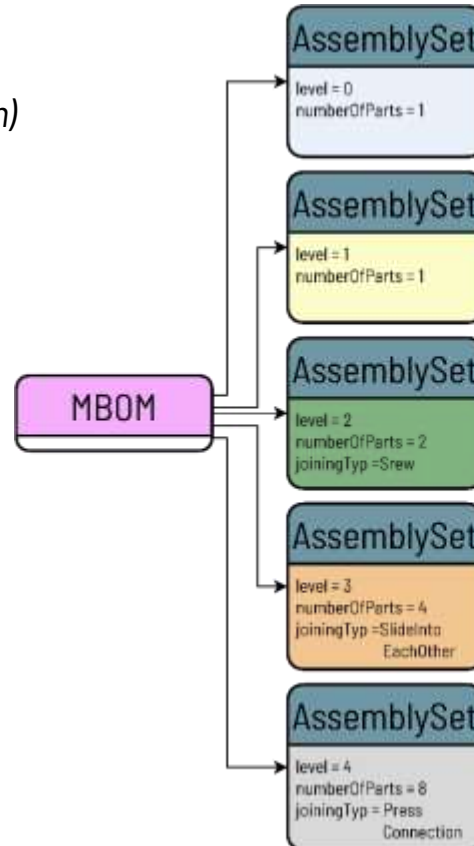 AssemblySet
level = 0
numberOfParts = 1
n)
AssemblySet
level = 1
numberOfParts = 1
AssemblySet
level = 2
numberOfParts = 2
joiningTyp =Srew
MBOM
AssemblySet
level = 3
numberOfParts = 4
joiningTyp =SlideInto
EachOther
AssemblySet
level = 4
numberOfParts = 8
joiningTyp = Press
Connection